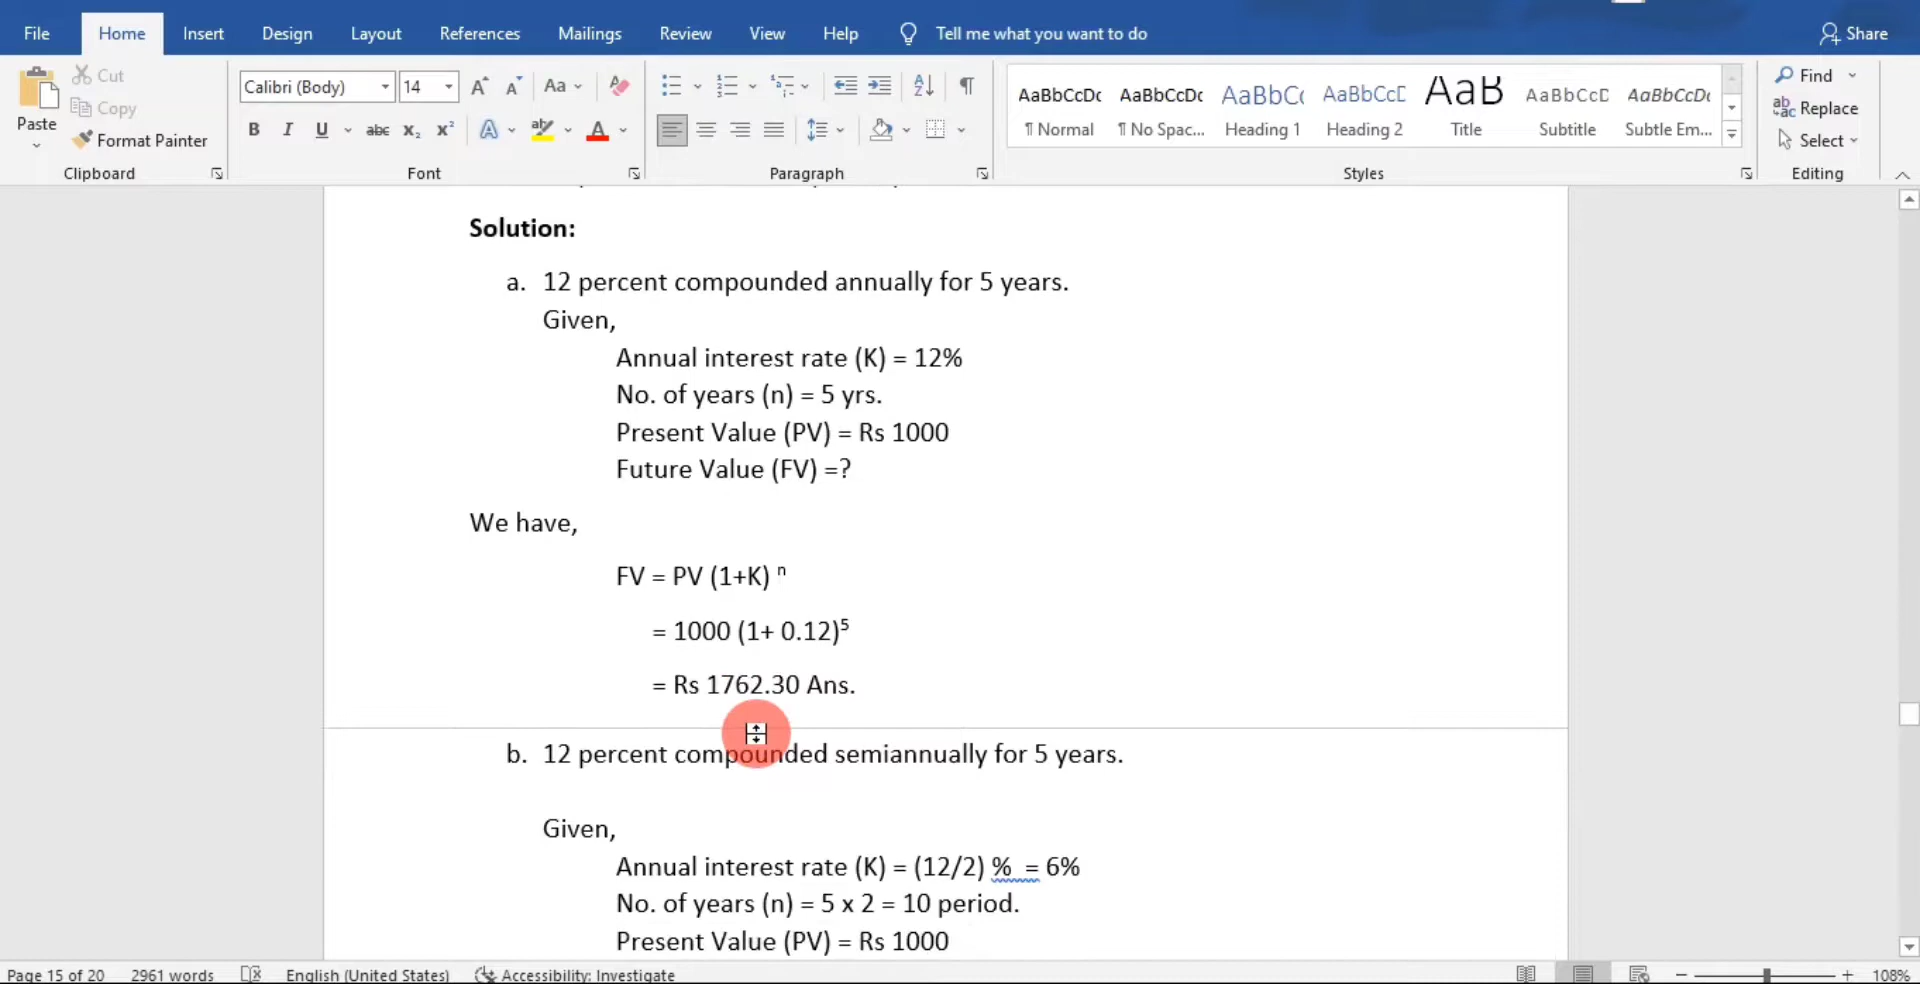 File Home Insert Design Layout References Mailings Review View Help Tell me what you want to do Share
Paste Cut Copy Format Painter
Clipboard
Calibri (Body) 14
Font
Paragraph
AaBbCcDc AaBbCcDc AaBbC AaBbCcD AaB AaBbCcD AaBbCcDc
¶ Normal ¶ No Spac... Heading 1 Heading 2 Title Subtitle Subtle Em...
Styles
Find
Replace
Select
Editing
Solution:
a. 12 percent compounded annually for 5 years.
Given,
Annual interest rate (K) = 12%
No. of years (n) = 5 yrs.
Present Value (PV) = Rs 1000
Future Value (FV) =?
We have,
FV = PV (1+K) ⁿ
= 1000 (1+ 0.12)⁵
= Rs 1762.30 Ans.
b. 12 percent compounded semiannually for 5 years.
Given,
Annual interest rate (K) = (12/2) % = 6%
No. of years (n) = 5 x 2 = 10 period.
Present Value (PV) = Rs 1000
Page 15 of 20 2961 words English (United States) Accessibility: Investigate 108%